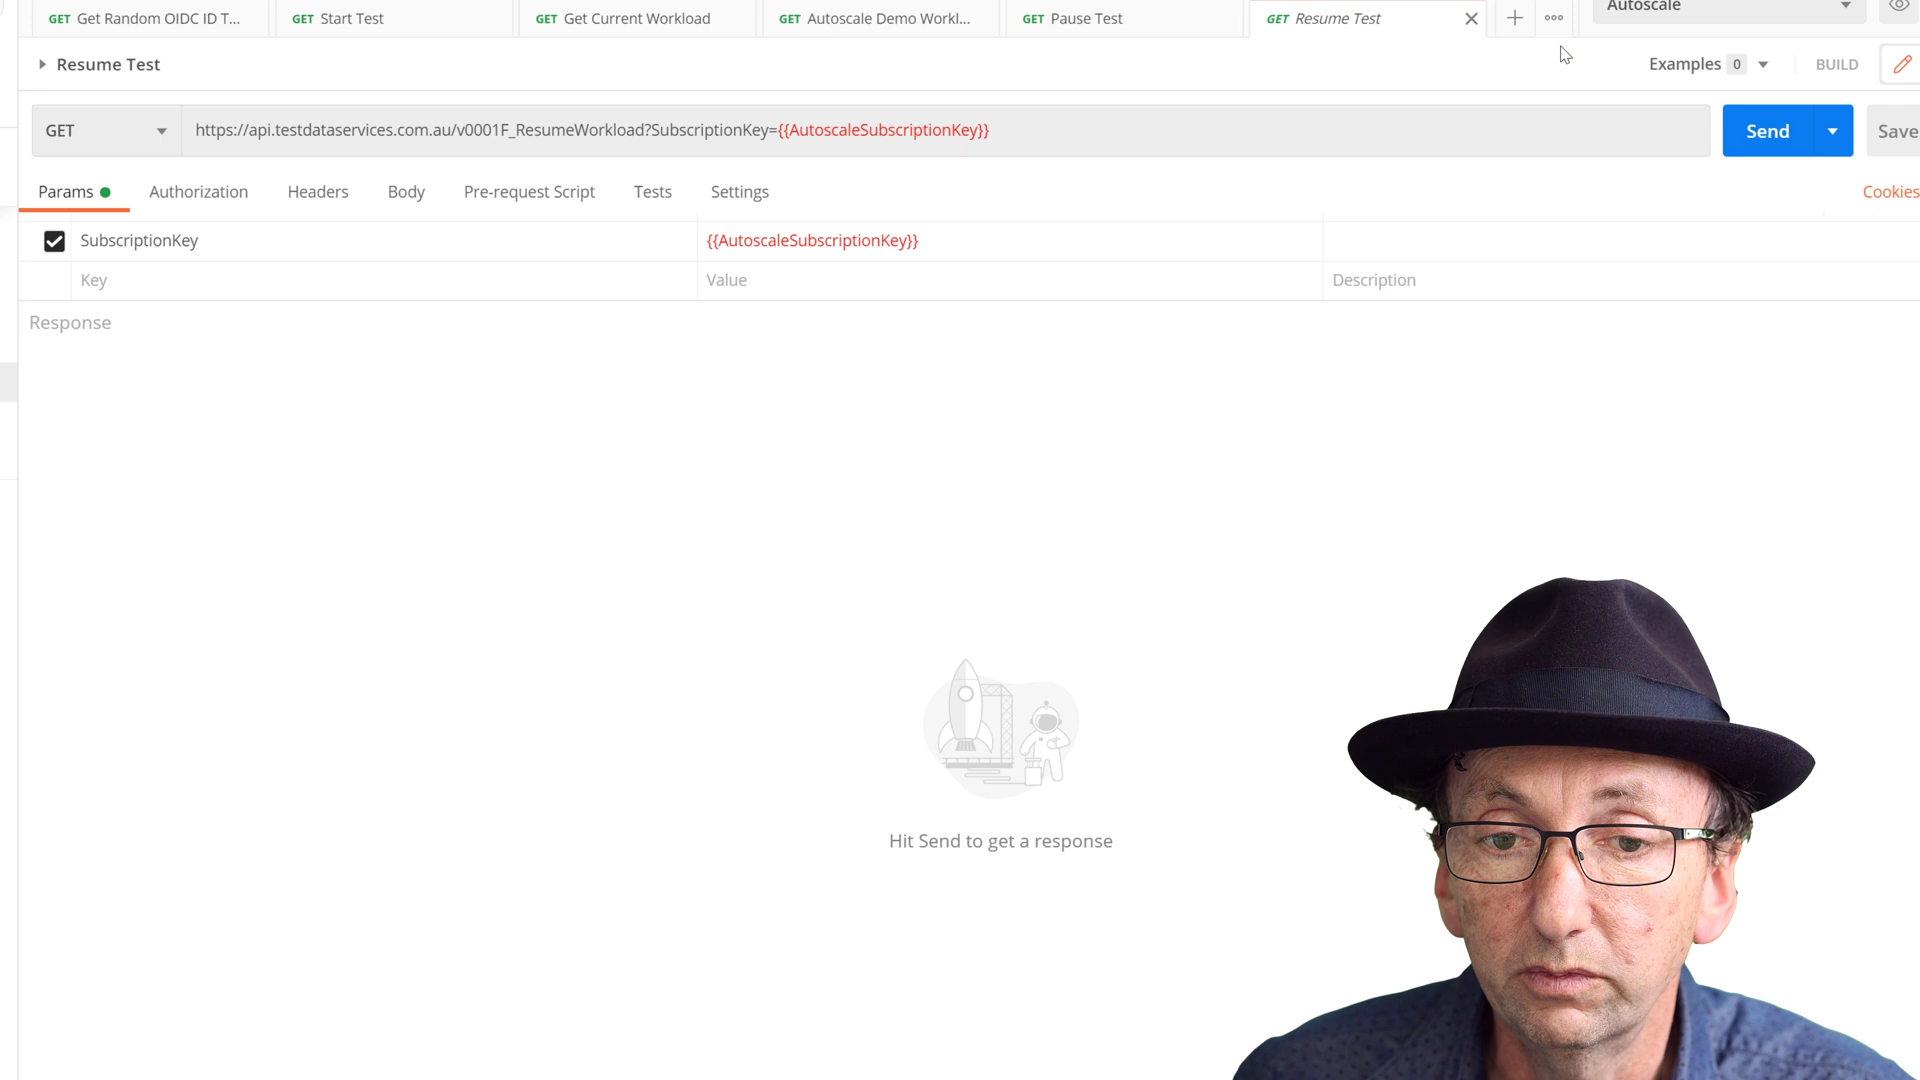 GET Get Random OIDC ID T...
GET Start Test
GET Get Current Workload
GET Autoscale Demo Workl...
GET Pause Test
GET Resume Test
Autoscale
Resume Test
Examples 0
BUILD
GET
https://api.testdataservices.com.au/v0001F_ResumeWorkload?SubscriptionKey={{AutoscaleSubscriptionKey}}
Send
Save
Params
Authorization
Headers
Body
Pre-request Script
Tests
Settings
Cookies
SubscriptionKey
{{AutoscaleSubscriptionKey}}
Key
Value
Description
Response
Hit Send to get a response